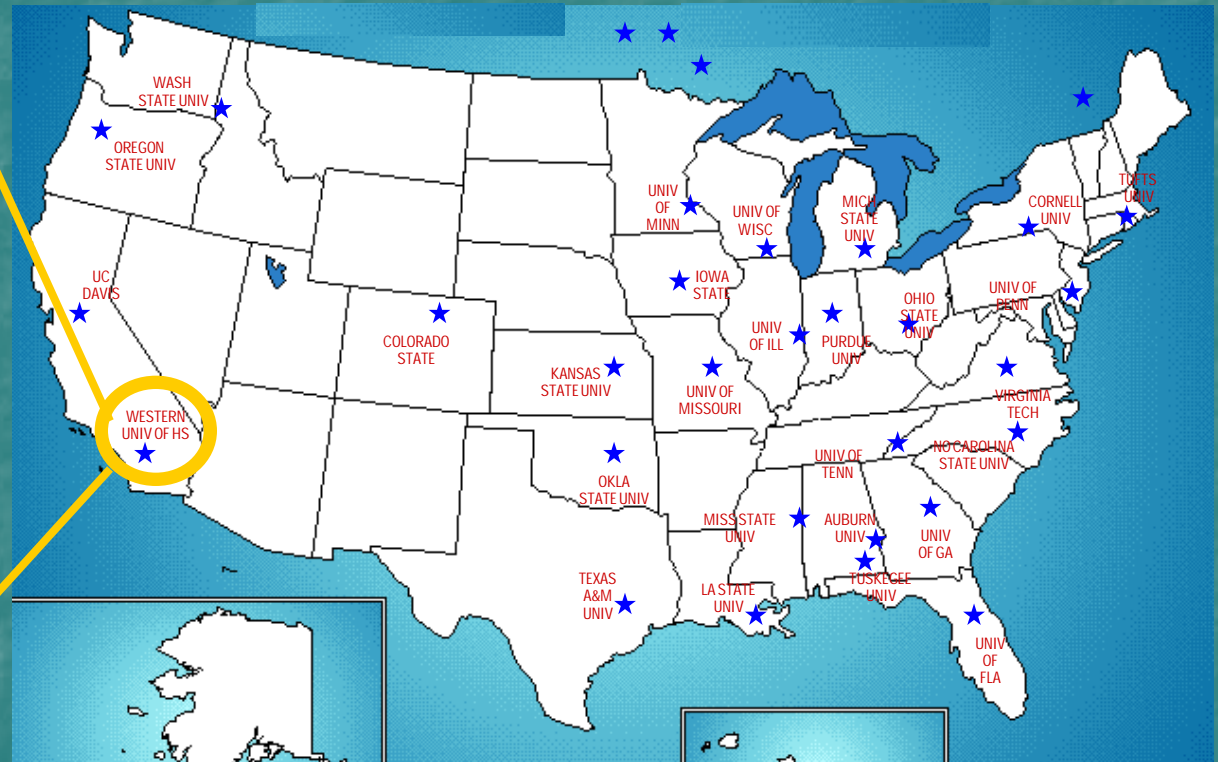 WASH
STATE UNIV
OREGON
STATE UNIV
UC
DAVIS
WESTERN
UNIV OF HS
COLORADO
STATE
KANSAS
STATE UNIV
OKLA
STATE UNIV
TEXAS
A&M
UNIV
UNIV
OF
MINN
IOWA
STATE
UNIV OF
MISSOURI
UNIV OF
WISC
UNIV
OF ILL
MICH
STATE
UNIV
PURDUE
UNIV
OHIO
STATE
UNIV
UNIV OF
TENN
MISS STATE
UNIV
LA STATE
UNIV
AUBURN
UNIV
TUSKEGEE
UNIV
UNIV
OF GA
UNIV
OF
FLA
NO CAROLINA
STATE UNIV
VIRGINIA
TECH
UNIV OF
PENN
CORNELL
UNIV
TUFTS
UNIV